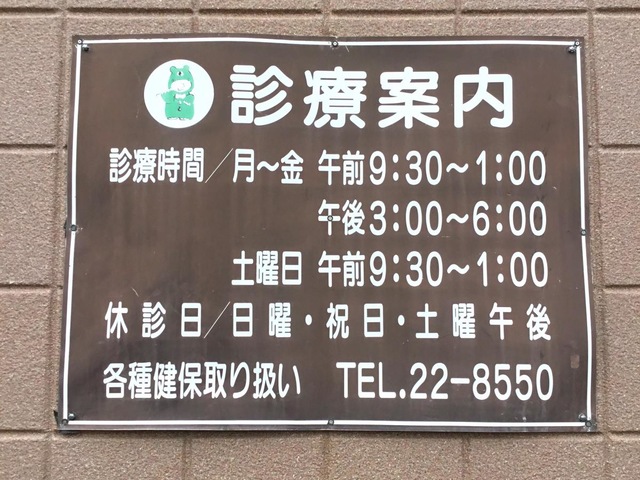 診療案内
診療時間／月～金 午前9:30～1:00
午後3:00～6:00
土曜日 午前9:30～1:00
休診日／日曜・祝日・土曜午後
各種健保取り扱い TEL.22-8550